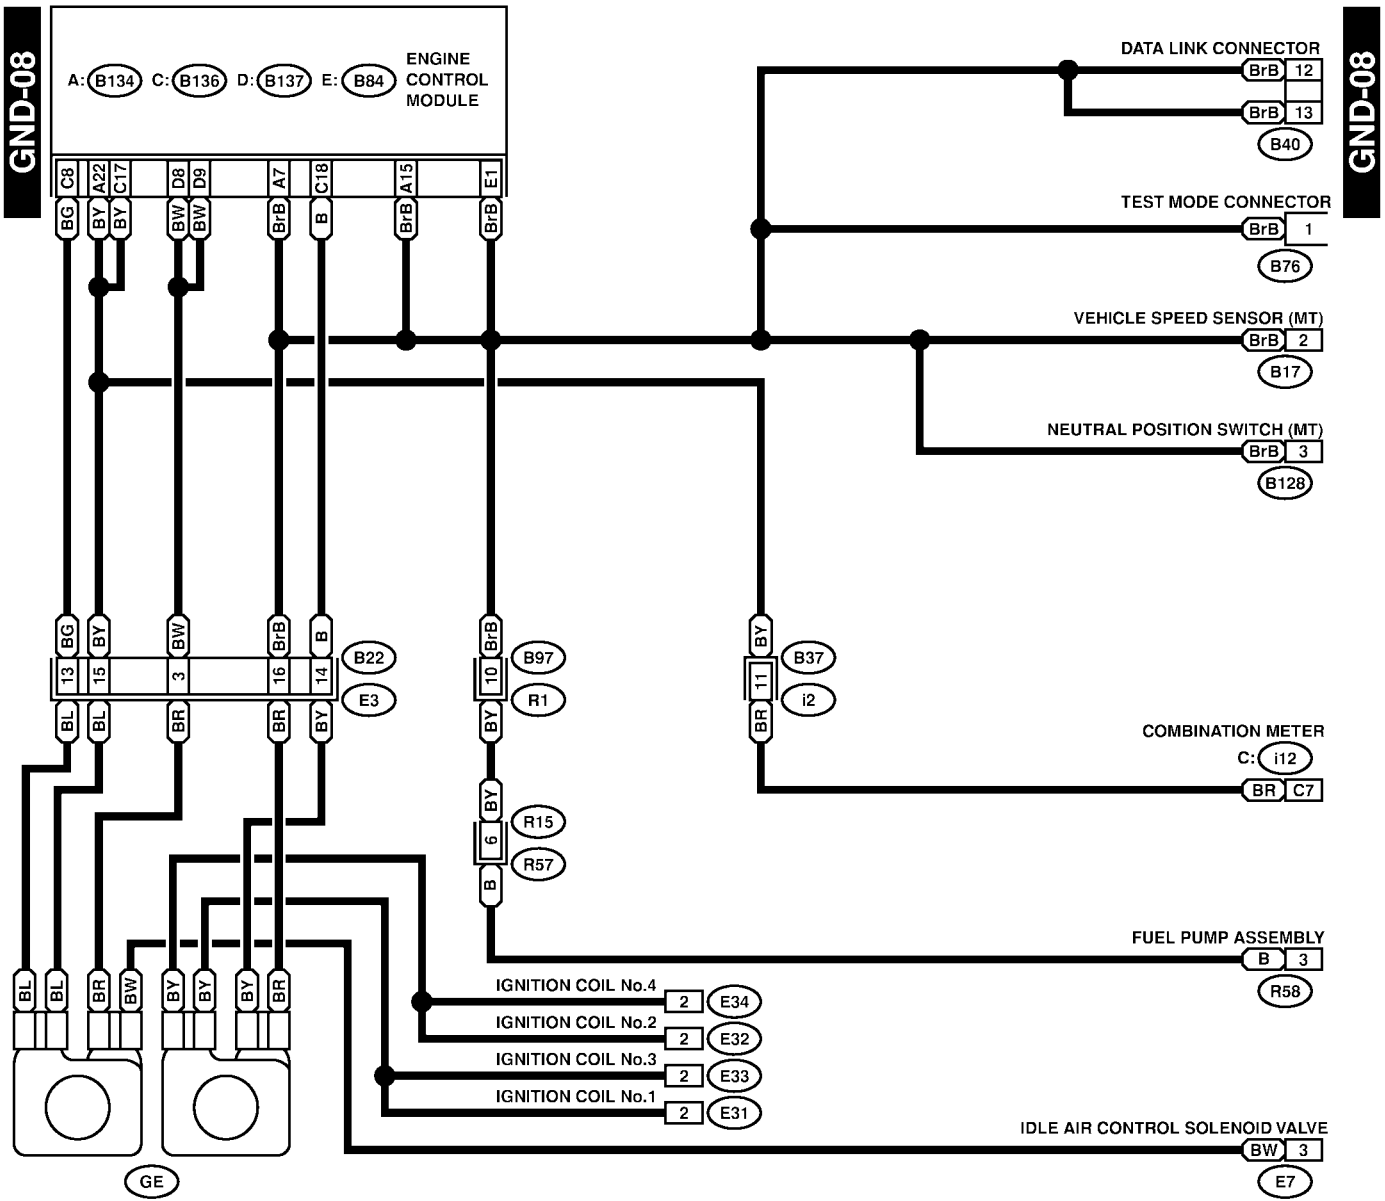 GND-08
GND-08
A: B134 C: B136 D: B137 E: B84
ENGINE
CONTROL
MODULE
C8 A22 C17 D8 D9 A7 C18 A15 E1
BG BY BY BW BW BrB B BrB BrB
DATA LINK CONNECTOR
BrB 12
BrB 13
B40
TEST MODE CONNECTOR
BrB 1
B76
VEHICLE SPEED SENSOR (MT)
BrB 2
B17
NEUTRAL POSITION SWITCH (MT)
BrB 3
B128
BG BY BW BrB B BrB BY
B22 B97 B37
13 15 3 16 14 10 11
E3 R1 i2
BL BL BR BR BY BY BR
COMBINATION METER
C: i12
BR C7
BY
R15
6
R57
B
FUEL PUMP ASSEMBLY
B 3
R58
BL BL BR BW BY BY BY BR
IGNITION COIL No.4
2 E34
IGNITION COIL No.2
2 E32
IGNITION COIL No.3
2 E33
IGNITION COIL No.1
2 E31
IDLE AIR CONTROL SOLENOID VALVE
BW 3
E7
GE